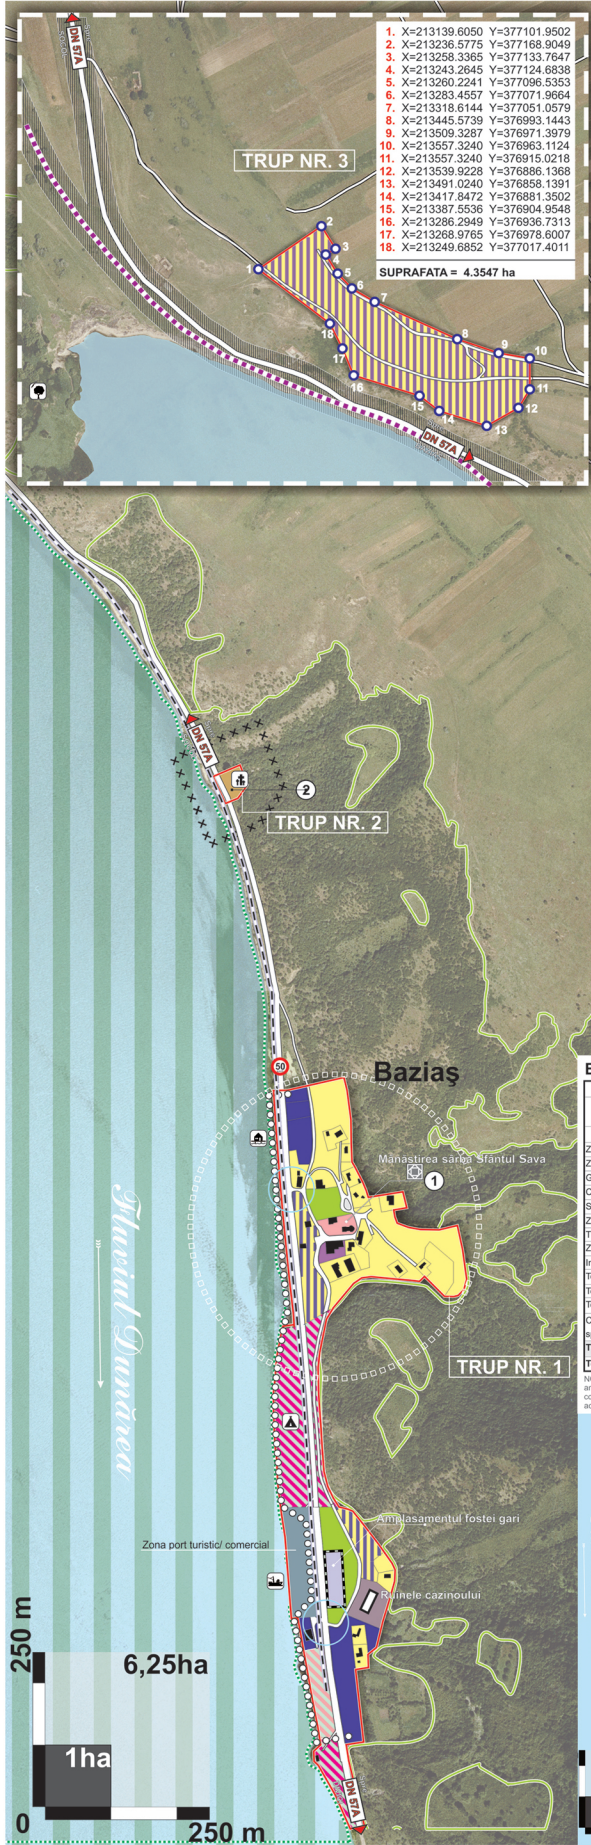 DN 57A
TRUP NR. 3
1. X=213139.6050 Y=377101.9502
2. X=213236.5775 Y=377168.9049
3. X=213258.3365 Y=377133.7647
4. X=213243.2645 Y=377124.6838
5. X=213260.2241 Y=377096.5353
6. X=213283.4557 Y=377071.9664
7. X=213318.6144 Y=377051.0579
8. X=213445.5739 Y=376993.1443
9. X=213509.3287 Y=376971.3979
10. X=213557.3240 Y=376963.1124
11. X=213557.3240 Y=376915.0218
12. X=213539.9228 Y=376886.1368
13. X=213491.0240 Y=376858.1391
14. X=213417.8472 Y=376881.3502
15. X=213387.5536 Y=376904.9548
16. X=213286.2949 Y=376936.7313
17. X=213268.9765 Y=376978.6007
18. X=213249.6852 Y=377017.4011
SUPRAFATA = 4.3547 ha
2
3
1
4
5
6
7
18
8
17
9
10
16
11
15
12
14
13
DN 57A
DN 57A
2
TRUP NR. 2
50
Baziaş
Mănăstirea sârbă Sfântul Sava
1
Fluviul Dunărea
TRUP NR. 1
Amplasamentul fostei gari
Zona port turistic/ comercial
Ruinele cazinoului
250 m
6,25ha
1ha
DN 57A
0
250 m